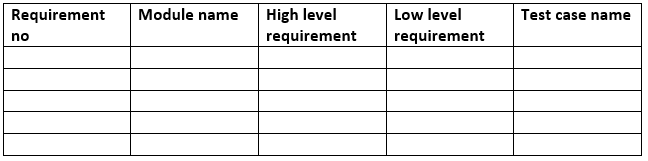 Requirement no
Module name
High level requirement
Low level requirement
Test case name